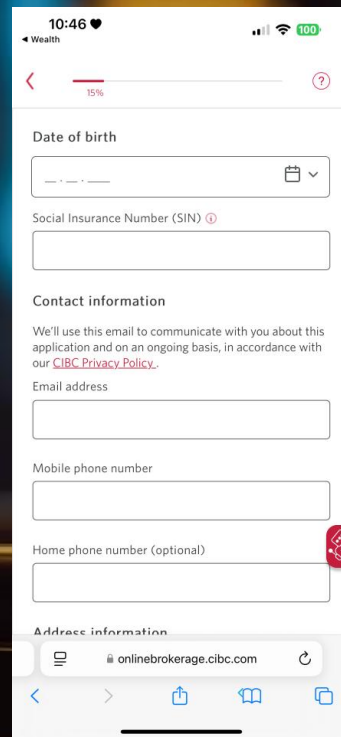 10:46
100
◀ Wealth
15%
?
Date of birth
__ . __ . ____
Social Insurance Number (SIN)
Contact information
We'll use this email to communicate with you about this
application and on an ongoing basis, in accordance with
our CIBC Privacy Policy .
Email address
Mobile phone number
Home phone number (optional)
Address information
onlinebrokerage.cibc.com